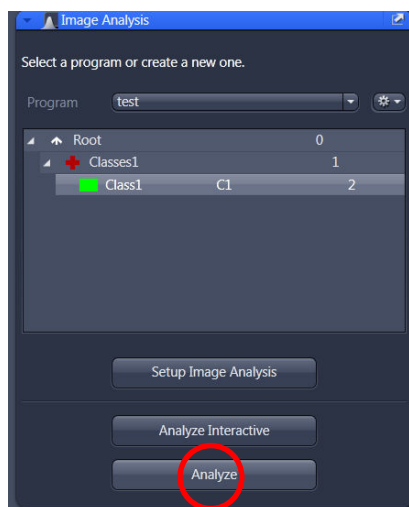 Image Analysis
Select a program or create a new one.
Program test
Root 0
Classes1 1
Class1 C1 2
Setup Image Analysis
Analyze Interactive
Analyze